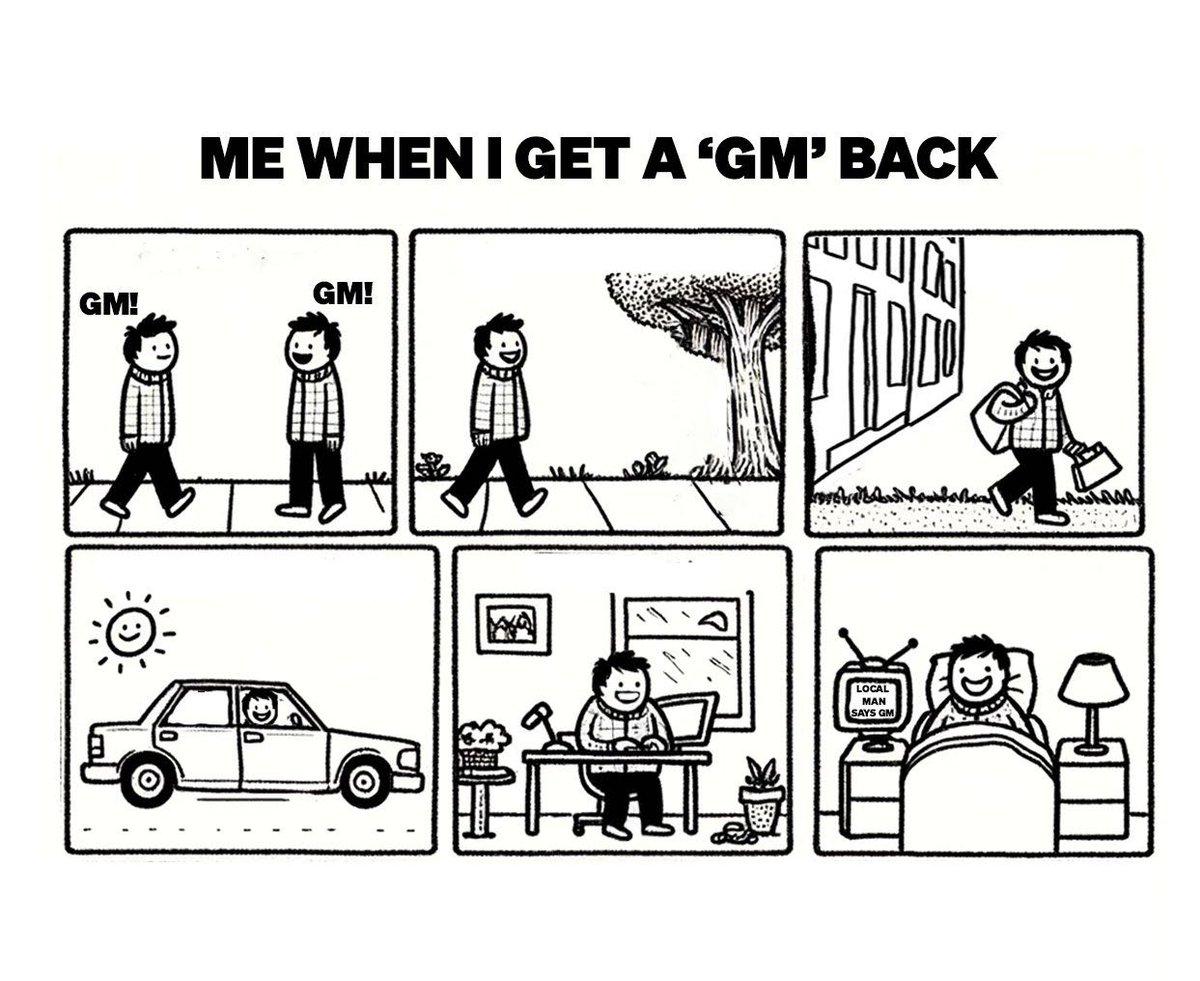 ME WHEN I GET A ‘GM’ BACK
GM!
GM!
LOCAL
MAN
SAYS GM